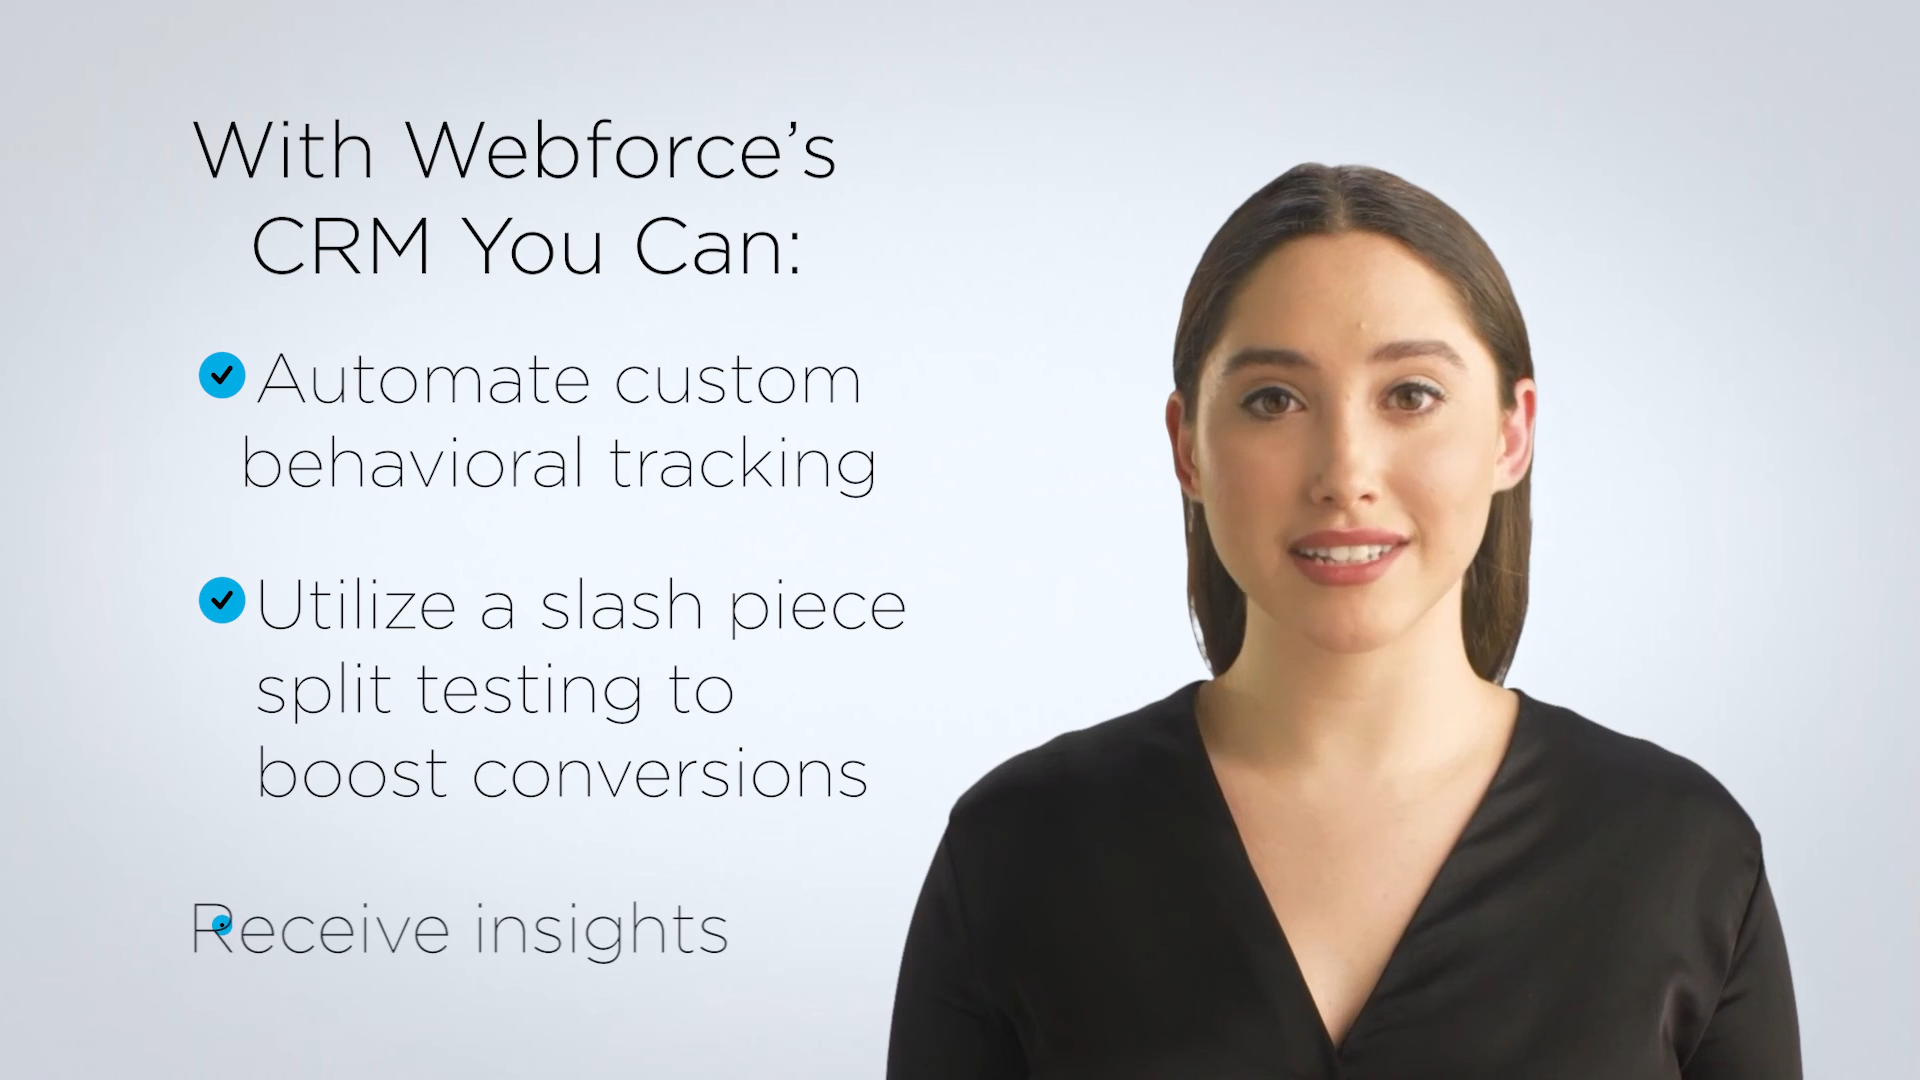 With Webforce’s
CRM You Can:
Automate custom
behavioral tracking
Utilize a slash piece
split testing to
boost conversions
Receive insights